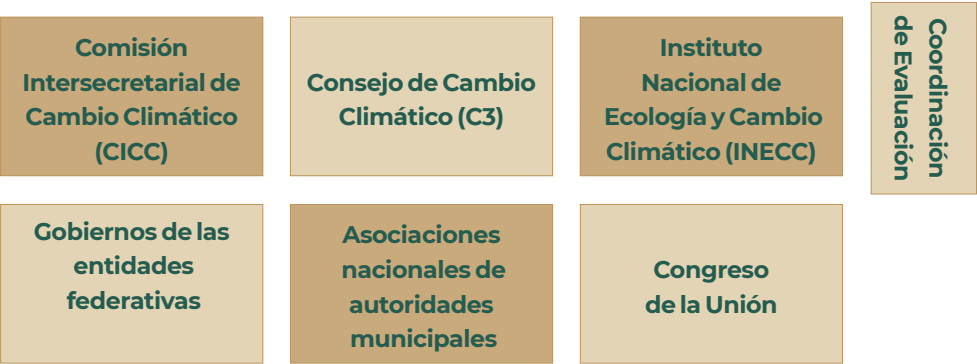 Comisión
Intersecretarial de
Cambio Climático
(CICC)
Consejo de Cambio
Climático (C3)
Instituto
Nacional de
Ecología y Cambio
Climático (INECC)
Coordinación
de Evaluación
Gobiernos de las
entidades
federativas
Asociaciones
nacionales de
autoridades
municipales
Congreso
de la Unión